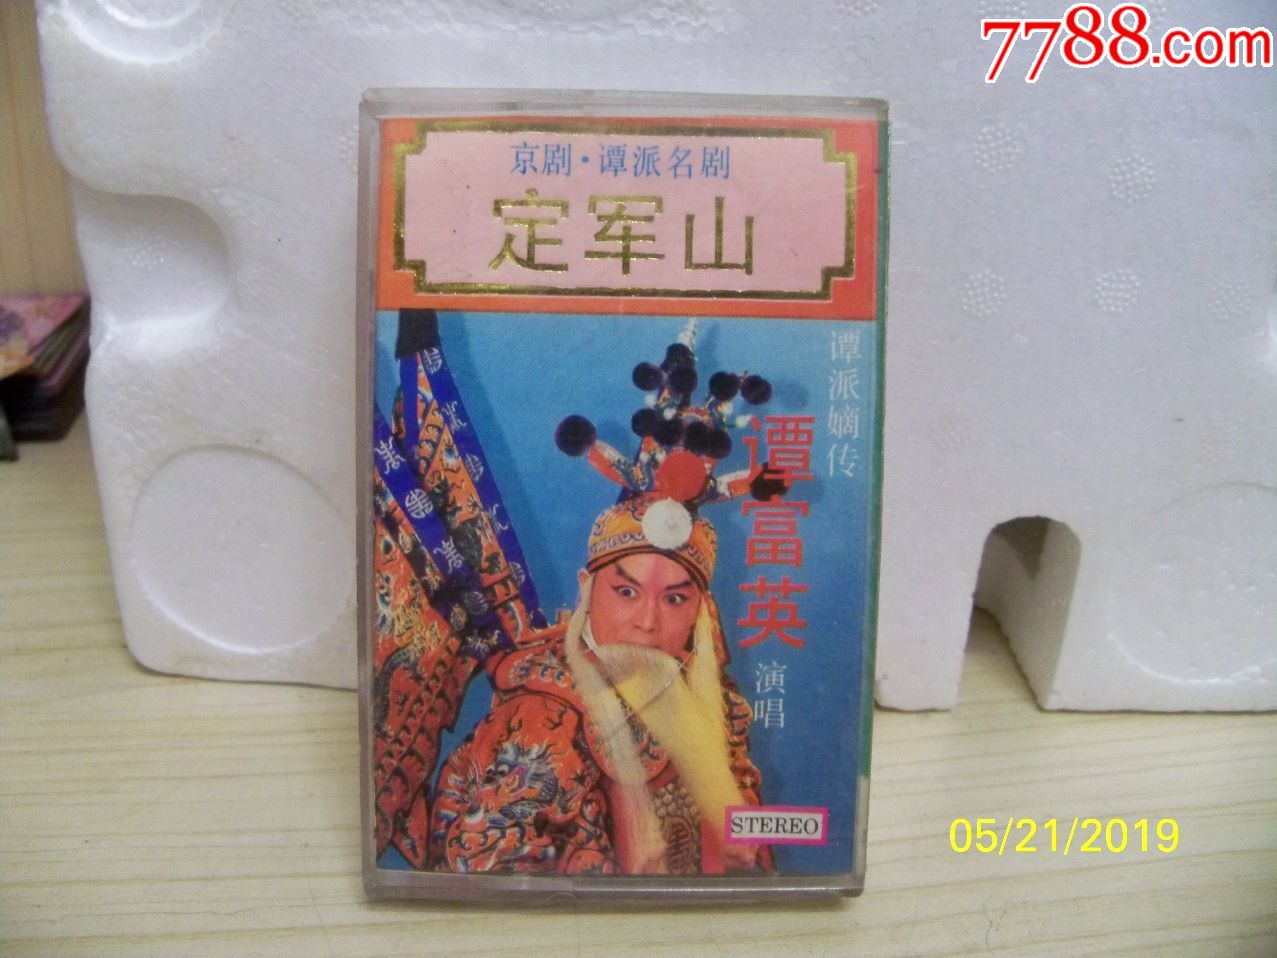 7788.com
京剧·谭派名剧
定军山
谭派嫡传
谭富英
演唱
STEREO
05/21/2019